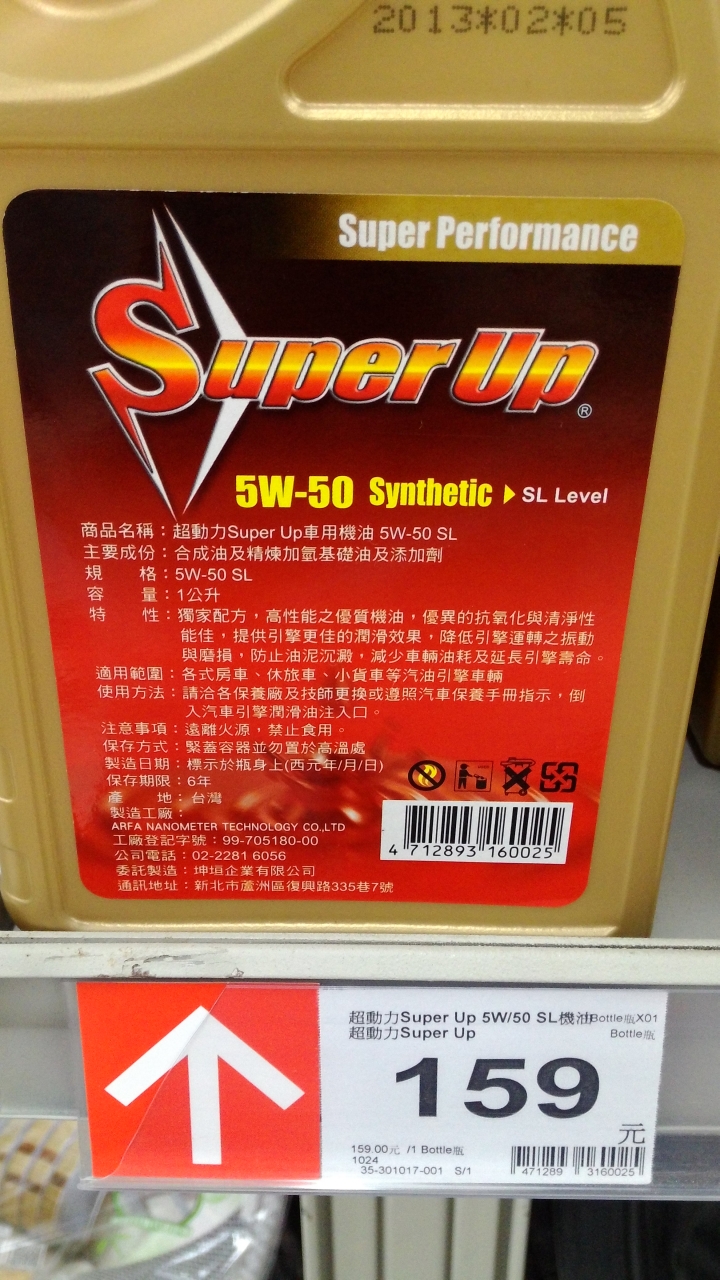 2013*02*05
Super Performance
Super Up®
5W-50 Synthetic ▶ SL Level
商品名稱：超動力Super Up車用機油 5W-50 SL
主要成份：合成油及精煉加氫基礎油及添加劑
規 格：5W-50 SL
容 量：1公升
特 性：獨家配方，高性能之優質機油，優異的抗氧化與清淨性
能佳，提供引擎更佳的潤滑效果，降低引擎運轉之振動
與磨損，防止油泥沉澱，減少車輛油耗及延長引擎壽命。
適用範圍：各式房車、休旅車、小貨車等汽油引擎車輛
使用方法：請洽各保養廠及技師更換或遵照汽車保養手冊指示，倒
入汽車引擎潤滑油注入口。
注意事項：遠離火源，禁止食用。
保存方式：緊蓋容器並勿置於高溫處
製造日期：標示於瓶身上(西元年/月/日)
保存期限：6年
產 地：台灣
製造工廠：
ARFA NANOMETER TECHNOLOGY CO.,LTD
工廠登記字號：99-705180-00
公司電話：02-2281 6056
委託製造：坤垣企業有限公司
通訊地址：新北市蘆洲區復興路335巷7號
4 712893 160025
超動力Super Up 5W/50 SL機油Bottle瓶X01
超動力Super Up Bottle瓶
159
元
159.00元 /1 Bottle瓶
1024
35-301017-001 S/1
471289 3160025